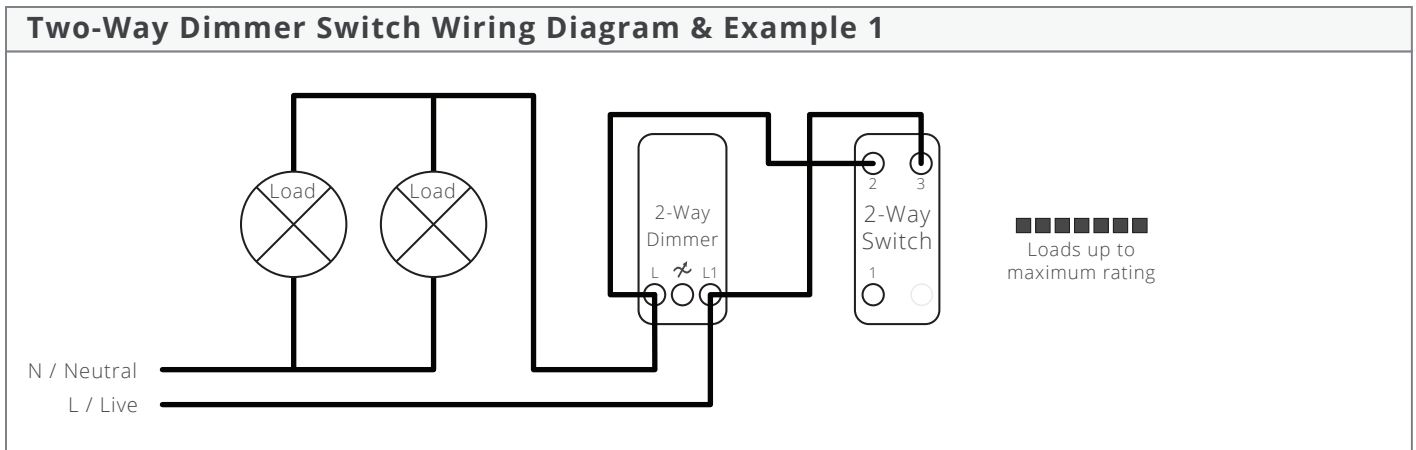 Two-Way Dimmer Switch Wiring Diagram & Example 1
Load
Load
N / Neutral
L / Live
2-Way
Dimmer
L
L1
2
3
2-Way
Switch
1
Loads up to
maximum rating